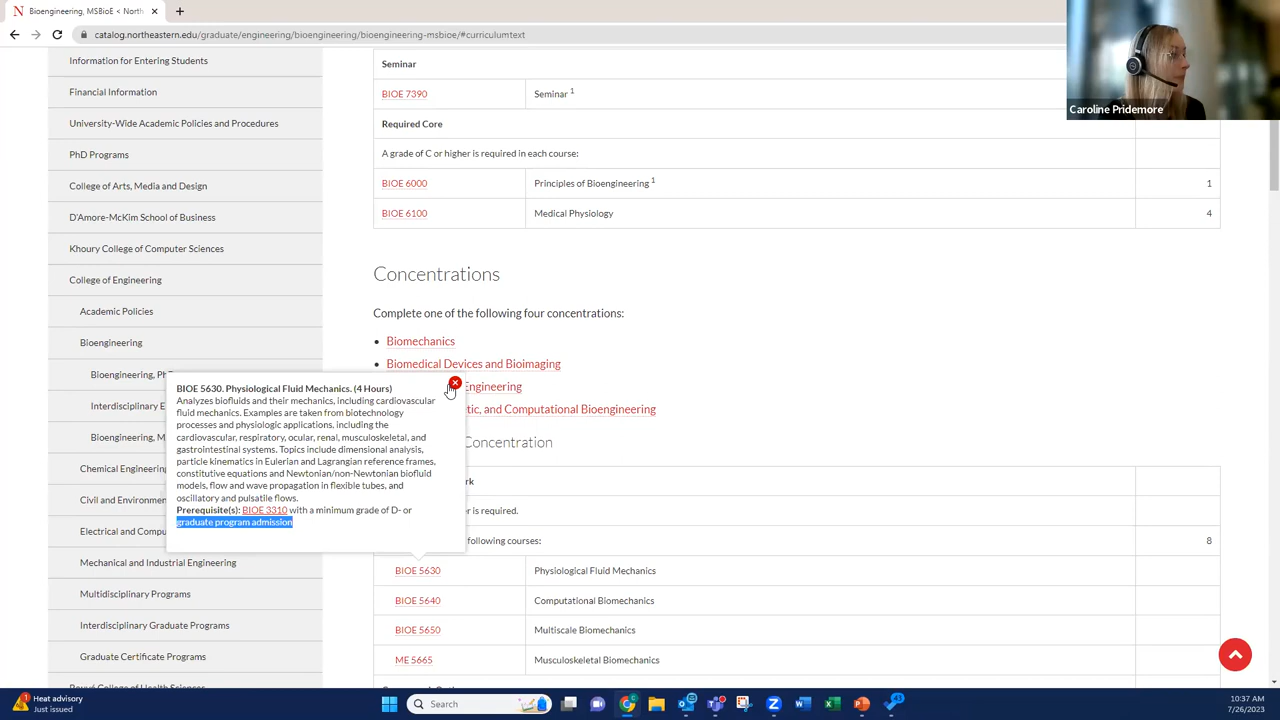 Bioengineering, MSBioE < North
catalog.northeastern.edu/graduate/engineering/bioengineering/bioengineering-msbioe/#curriculumtext
Caroline Pridemore
Information for Entering Students
Financial Information
University-Wide Academic Policies and Procedures
PhD Programs
College of Arts, Media and Design
D'Amore-McKim School of Business
Khoury College of Computer Sciences
College of Engineering
Academic Policies
Bioengineering
Bioengineering, Ph
Interdisciplinary E
Bioengineering, M
Chemical Engineering
Civil and Environmen
Electrical and Compu
Mechanical and Industrial Engineering
Multidisciplinary Programs
Interdisciplinary Graduate Programs
Graduate Certificate Programs
Bouvé College of Health Sciences
Seminar
BIOE 7390 Seminar 1
Required Core
A grade of C or higher is required in each course:
BIOE 6000 Principles of Bioengineering 1 1
BIOE 6100 Medical Physiology 4
Concentrations
Complete one of the following four concentrations:
• Biomechanics
• Biomedical Devices and Bioimaging
Engineering
etic, and Computational Bioengineering
Concentration
BIOE 5630. Physiological Fluid Mechanics. (4 Hours)
Analyzes biofluids and their mechanics, including cardiovascular
fluid mechanics. Examples are taken from biotechnology
processes and physiologic applications, including the
cardiovascular, respiratory, ocular, renal, musculoskeletal, and
gastrointestinal systems. Topics include dimensional analysis,
particle kinematics in Eulerian and Lagrangian reference frames,
constitutive equations and Newtonian/non-Newtonian biofluid
models, flow and wave propagation in flexible tubes, and
oscillatory and pulsatile flows.
Prerequisite(s): BIOE 3310 with a minimum grade of D- or
graduate program admission
rk
er is required.
following courses: 8
BIOE 5630 Physiological Fluid Mechanics
BIOE 5640 Computational Biomechanics
BIOE 5650 Multiscale Biomechanics
ME 5665 Musculoskeletal Biomechanics
Heat advisory
Just issued
Search
10:37 AM
7/26/2023